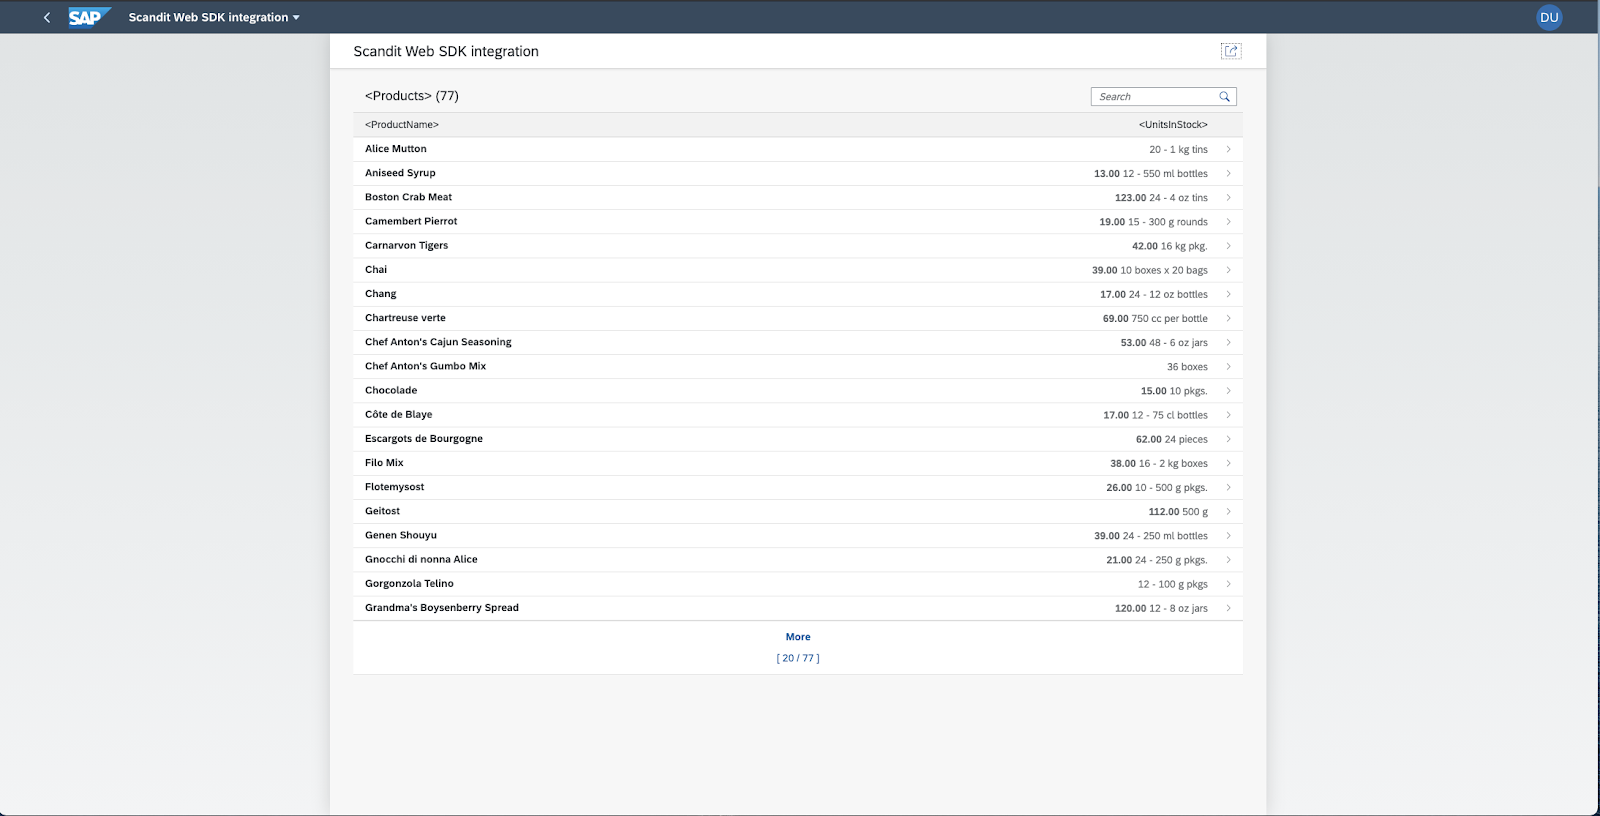 SAP Scandit Web SDK integration DU
Scandit Web SDK integration
<Products> (77) Search
<ProductName> <UnitsInStock>
Alice Mutton 20 - 1 kg tins
Aniseed Syrup 13.00 12 - 550 ml bottles
Boston Crab Meat 123.00 24 - 4 oz tins
Camembert Pierrot 19.00 15 - 300 g rounds
Carnarvon Tigers 42.00 16 kg pkg.
Chai 39.00 10 boxes x 20 bags
Chang 17.00 24 - 12 oz bottles
Chartreuse verte 69.00 750 cc per bottle
Chef Anton's Cajun Seasoning 53.00 48 - 6 oz jars
Chef Anton's Gumbo Mix 36 boxes
Chocolade 15.00 10 pkgs.
Côte de Blaye 17.00 12 - 75 cl bottles
Escargots de Bourgogne 62.00 24 pieces
Filo Mix 38.00 16 - 2 kg boxes
Flotemysost 26.00 10 - 500 g pkgs.
Geitost 112.00 500 g
Genen Shouyu 39.00 24 - 250 ml bottles
Gnocchi di nonna Alice 21.00 24 - 250 g pkgs.
Gorgonzola Telino 12 - 100 g pkgs
Grandma's Boysenberry Spread 120.00 12 - 8 oz jars
More
[ 20 / 77 ]